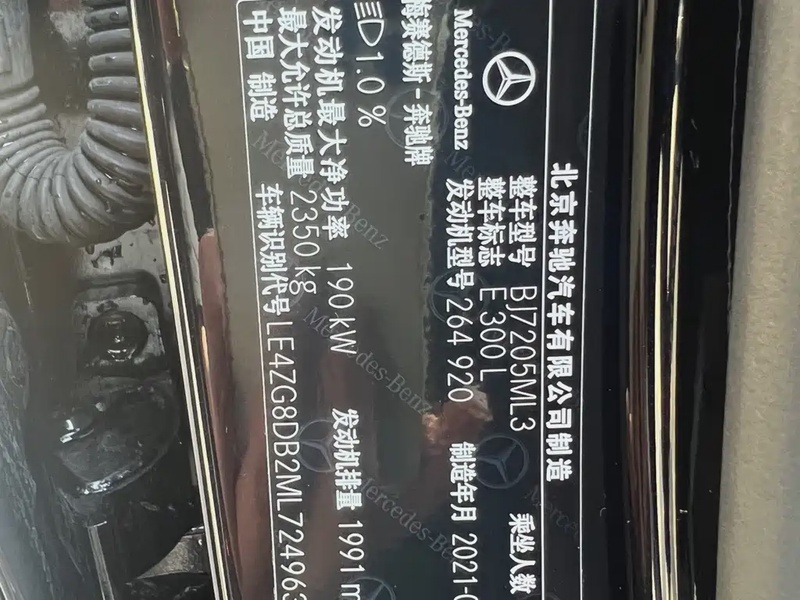 北京奔驰汽车有限公司制造
Mercedes-Benz
整车型号 BJ7205ML3 乘坐人数
整车标志 E 300 L
发动机型号 264 920 制造年月 2021-
梅赛德斯-奔驰牌
1.0 %
发动机最大净功率 190 kW 发动机排量 1991 m
最大允许总质量 2350 kg
车辆识别代号 LE4ZG8DB2ML724963
中国 制造